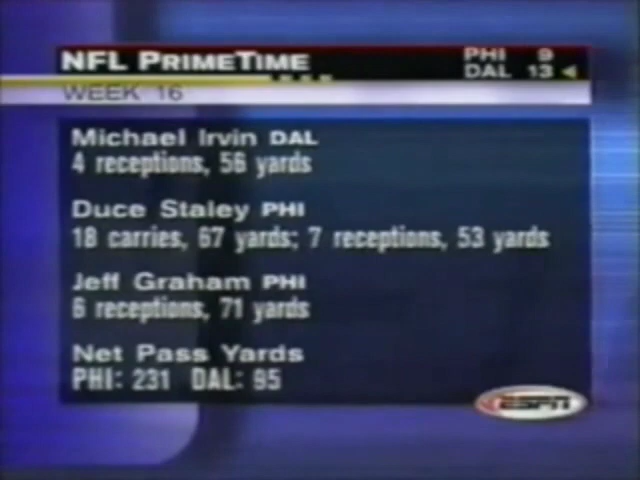 NFL PRIMETIME
PHI 9
DAL 13
WEEK 16
Michael Irvin DAL
4 receptions, 56 yards
Duce Staley PHI
18 carries, 67 yards; 7 receptions, 53 yards
Jeff Graham PHI
6 receptions, 71 yards
Net Pass Yards
PHI: 231 DAL: 95
ESPN